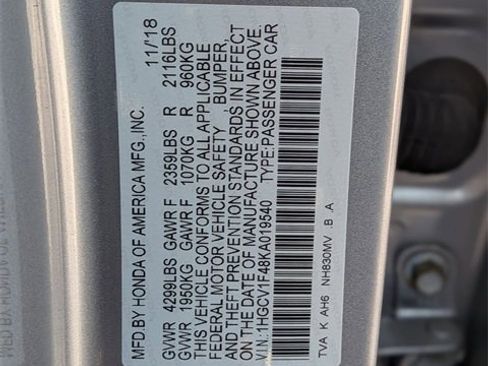 MFD.BY HONDA OF AMERICA MFG.,INC. 11/18
GVWR 4299LBS GAWR F 2359LBS R 2116LBS
GVWR 1950KG GAWR F 1070KG R 960KG
THIS VEHICLE CONFORMS TO ALL APPLICABLE
FEDERAL MOTOR VEHICLE SAFETY, BUMPER,
AND THEFT PREVENTION STANDARDS IN EFFECT
ON THE DATE OF MANUFACTURE SHOWN ABOVE.
V.I.N.:1HGCV1F48KA019540 TYPE:PASSENGER CAR
TVA K AH6 NH830MV B .A